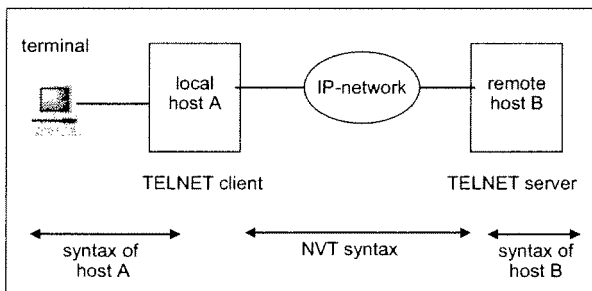 terminal
local
host A
IP-network
remote
host B
TELNET client
TELNET server
syntax of
host A
NVT syntax
syntax of
host B